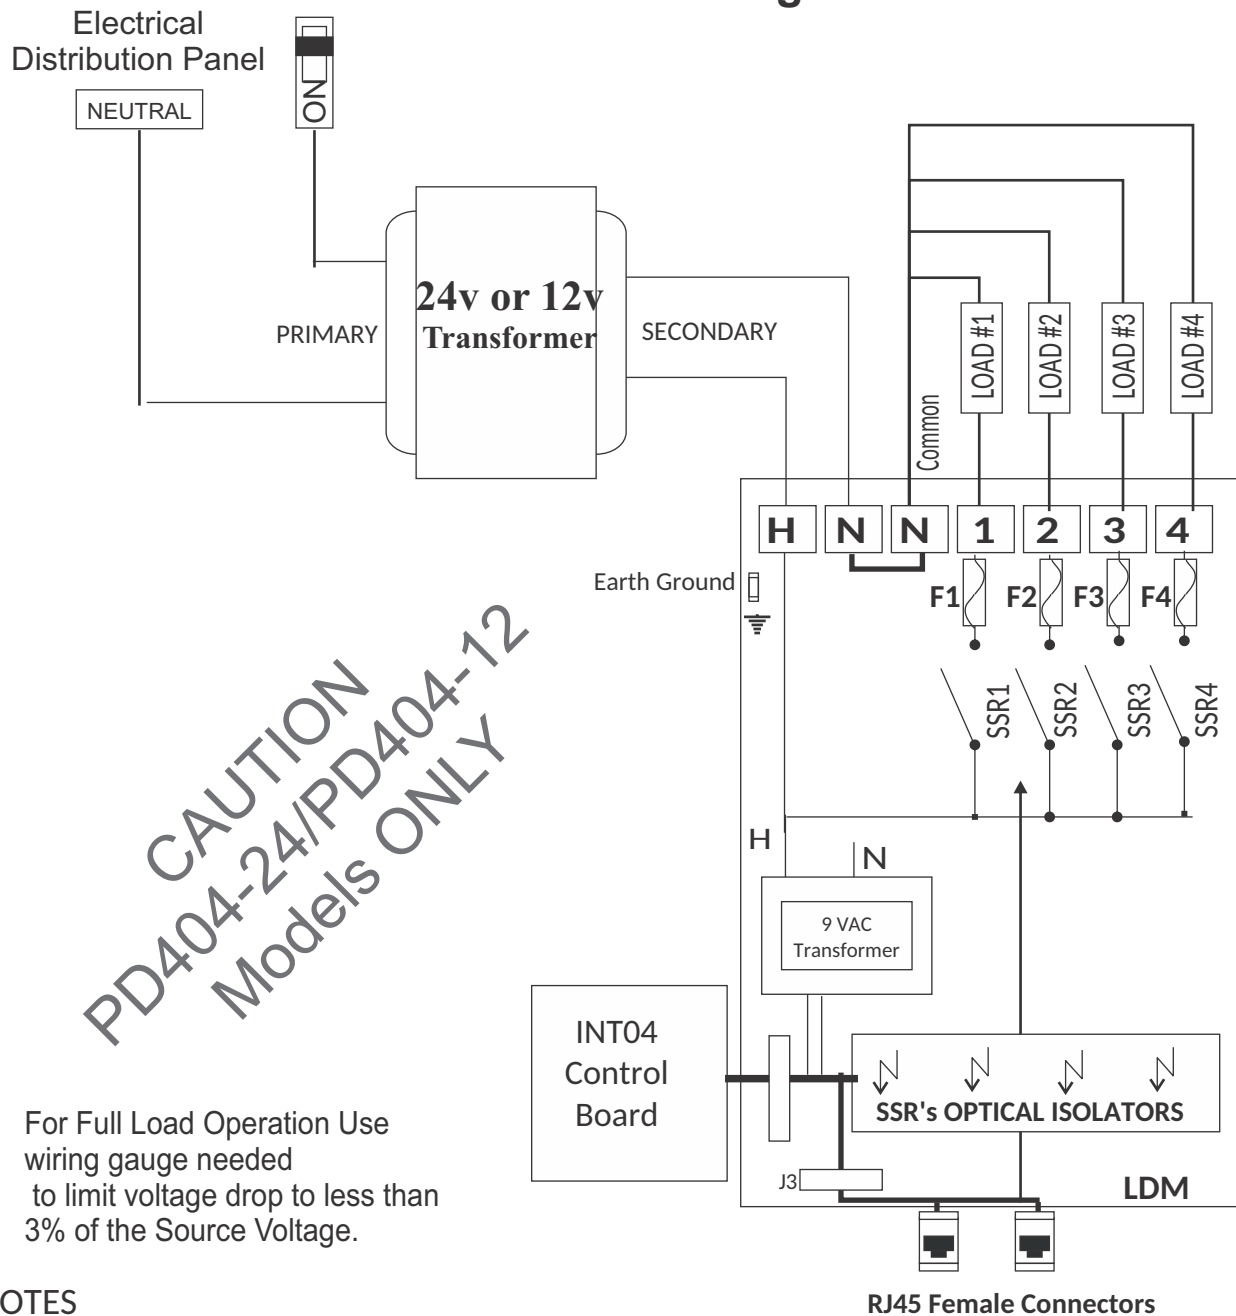 Electrical
Distribution Panel
NEUTRAL
ON
24v or 12v
Transformer
PRIMARY
SECONDARY
Common
LOAD #1
LOAD #2
LOAD #3
LOAD #4
H
N
N
1
2
3
4
Earth Ground
F1
F2
F3
F4
SSR1
SSR2
SSR3
SSR4
CAUTION
PD404-24/PD404-12
Models ONLY
H
N
9 VAC
Transformer
INT04
Control
Board
SSR's OPTICAL ISOLATORS
J3
LDM
For Full Load Operation Use
wiring gauge needed
to limit voltage drop to less than
3% of the Source Voltage.
OTES
RJ45 Female Connectors